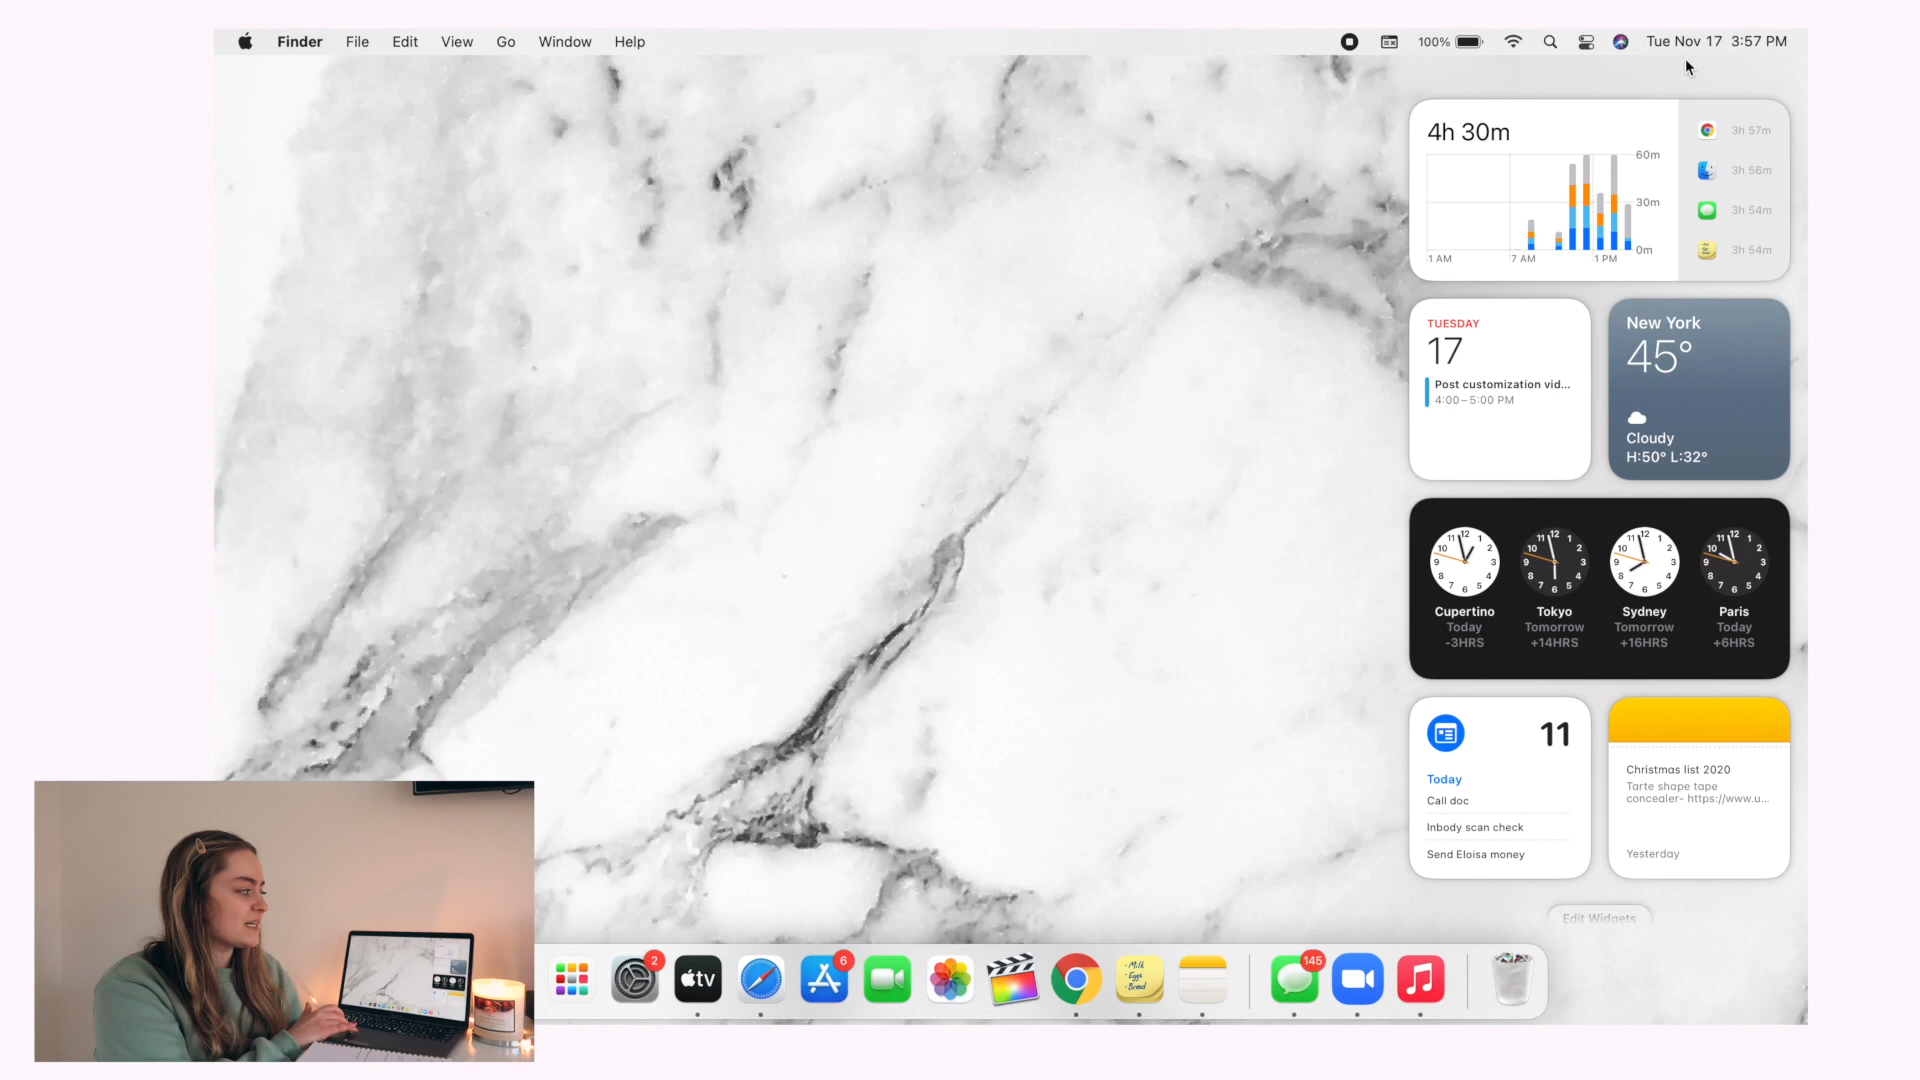 Finder File Edit View Go Window Help 100% Tue Nov 17 3:57 PM
4h 30m
60m
30m
0m
1 AM 7 AM 1 PM
3h 57m
3h 56m
3h 54m
3h 54m
TUESDAY
17
Post customization vid...
4:00–5:00 PM
New York
45°
Cloudy
H:50° L:32°
Cupertino Tokyo Sydney Paris
Today Tomorrow Tomorrow Today
-3HRS +14HRS +16HRS +6HRS
11
Today
Call doc
Inbody scan check
Send Eloisa money
Christmas list 2020
Tarte shape tape
concealer- https://www.u...
Yesterday
Edit Widgets
2
tv
6
Milk
Eggs
Bread
145